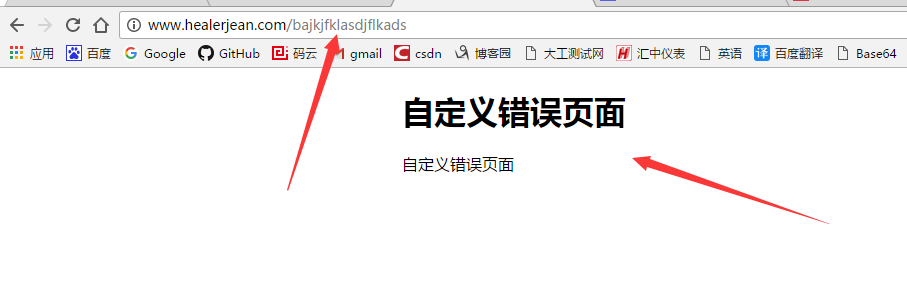 www.healerjean.com/bajkjfklasdjflkads
应用 百度 Google GitHub 码云 gmail csdn 博客园 大工测试网 汇中网 英语 百度翻译 Base64
自定义错误页面
自定义错误页面